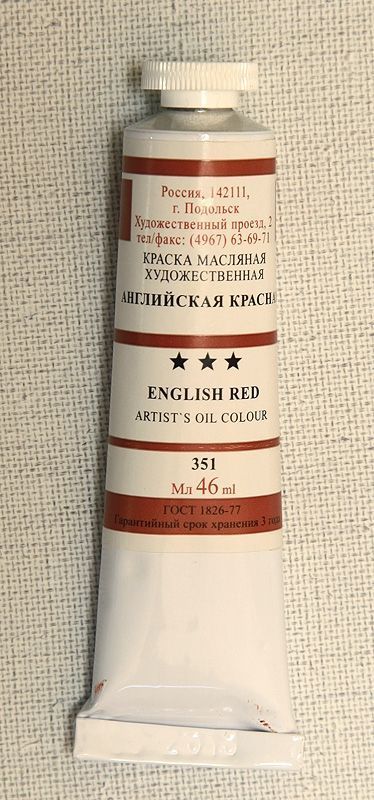 Россия, 142111,
г. Подольск
Художественный проезд, 2
тел/факс: (4967) 63-69-71
КРАСКА МАСЛЯНАЯ
ХУДОЖЕСТВЕННАЯ
АНГЛИЙСКАЯ КРАСНА
★★★
ENGLISH RED
ARTIST`S OIL COLOUR
351
Мл 46 ml
ГОСТ 1826-77
Гарантийный срок хранения 3 года